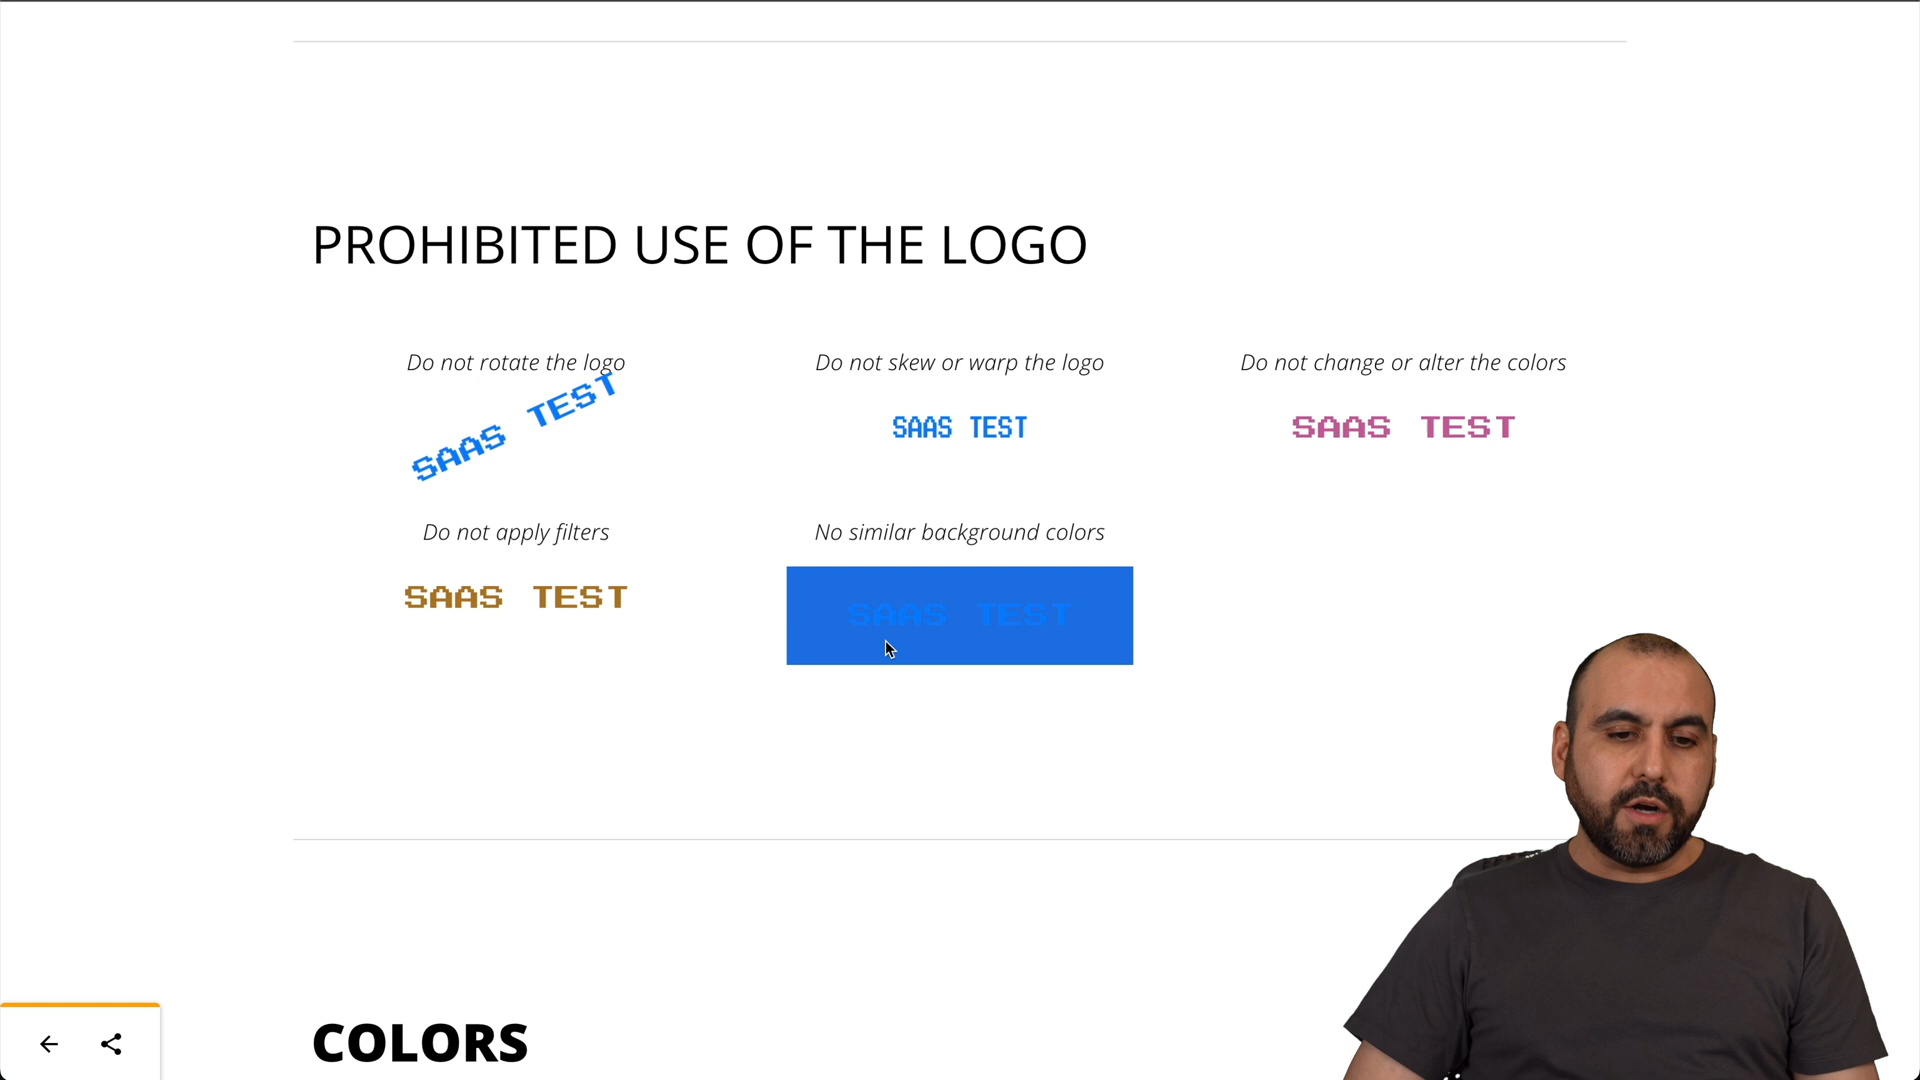 PROHIBITED USE OF THE LOGO
Do not rotate the logo
Do not skew or warp the logo
Do not change or alter the colors
SAAS TEST
SAAS TEST
SAAS TEST
Do not apply filters
No similar background colors
SAAS TEST
SAAS TEST
COLORS